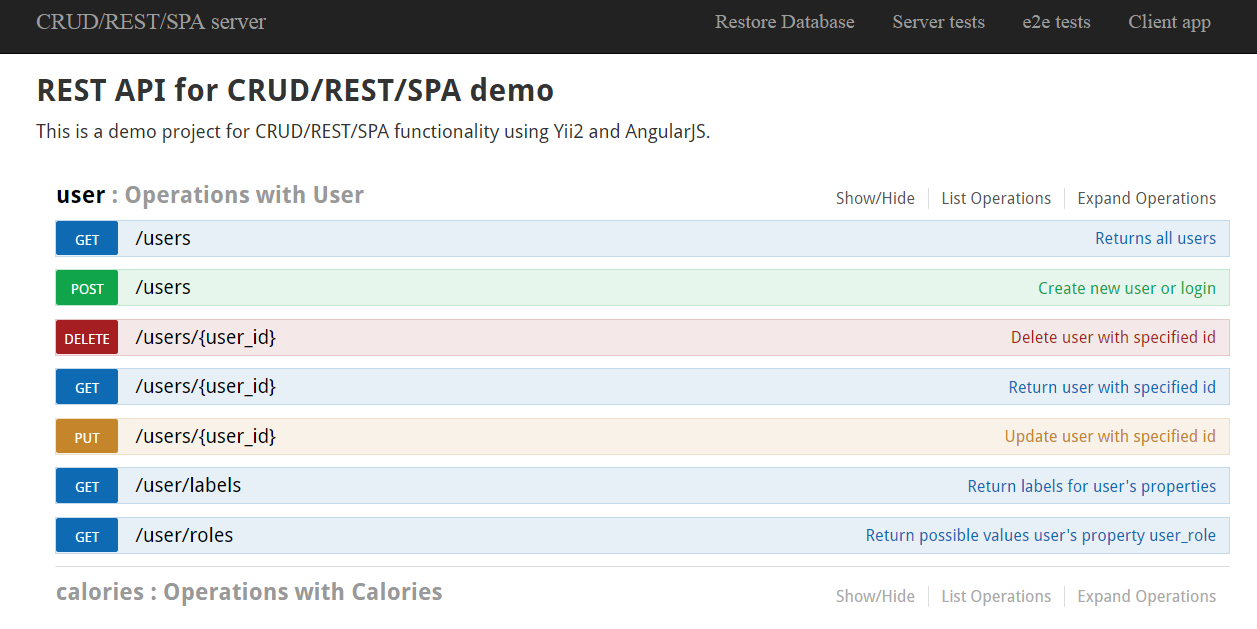 CRUD/REST/SPA server Restore Database Server tests e2e tests Client app
REST API for CRUD/REST/SPA demo
This is a demo project for CRUD/REST/SPA functionality using Yii2 and AngularJS.
user : Operations with User Show/Hide List Operations Expand Operations
GET /users Returns all users
POST /users Create new user or login
DELETE /users/{user_id} Delete user with specified id
GET /users/{user_id} Return user with specified id
PUT /users/{user_id} Update user with specified id
GET /user/labels Return labels for user's properties
GET /user/roles Return possible values user's property user_role
calories : Operations with Calories Show/Hide List Operations Expand Operations